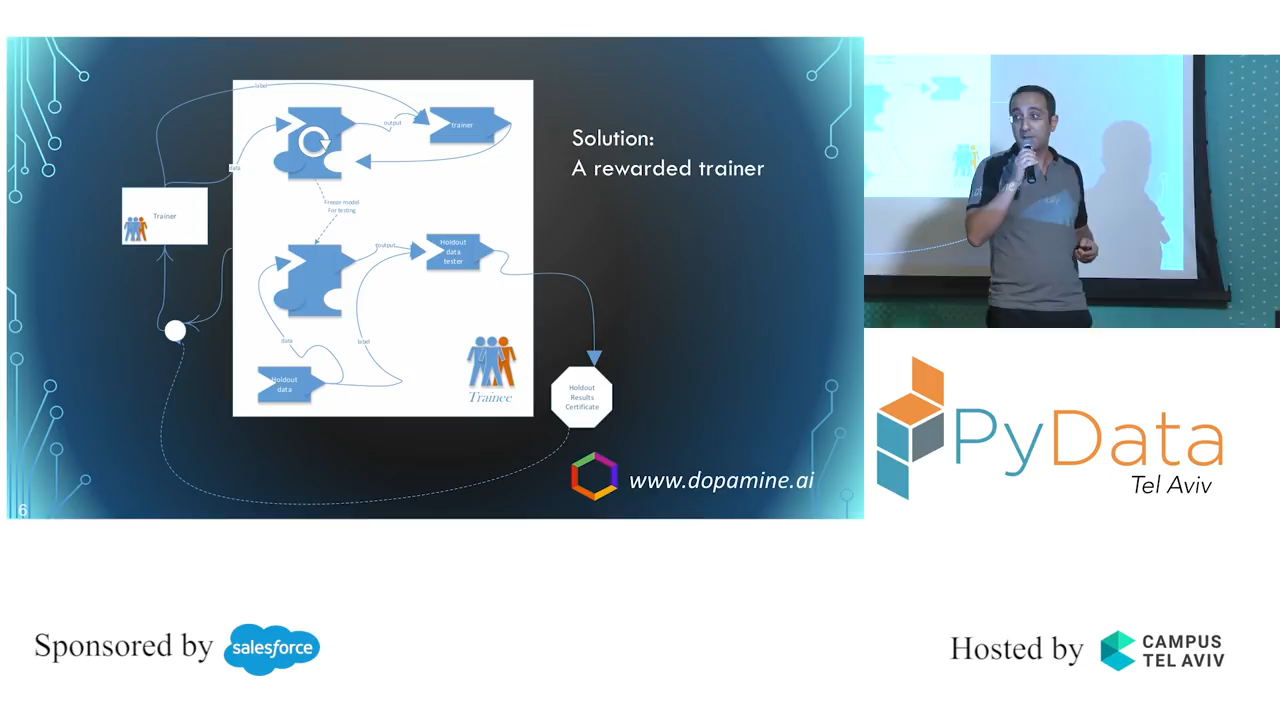 label
output
trainer
Solution:
A rewarded trainer
data
Freeze model
For testing
Trainer
output
Holdout
data
tester
data
label
Holdout
data
Trainee
Holdout
Results
Certificate
www.dopamine.ai
6
PyData
Tel Aviv
Sponsored by
salesforce
Hosted by
CAMPUS
TEL AVIV